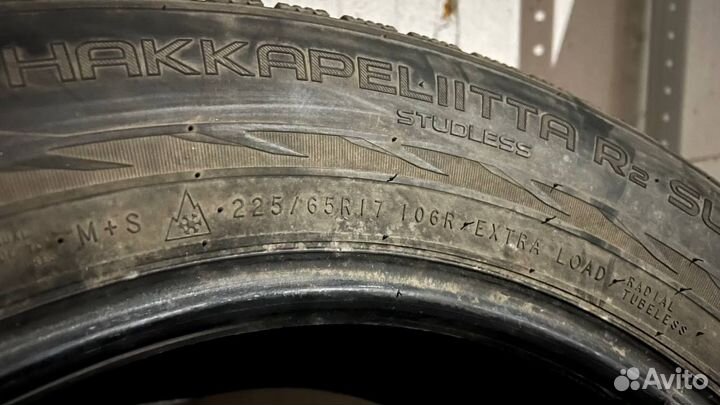 HAKKAPELIITTA R2 SU
STUDLESS
M+S 225/65R17 106R EXTRA LOAD RADIAL
TUBELESS
Avito